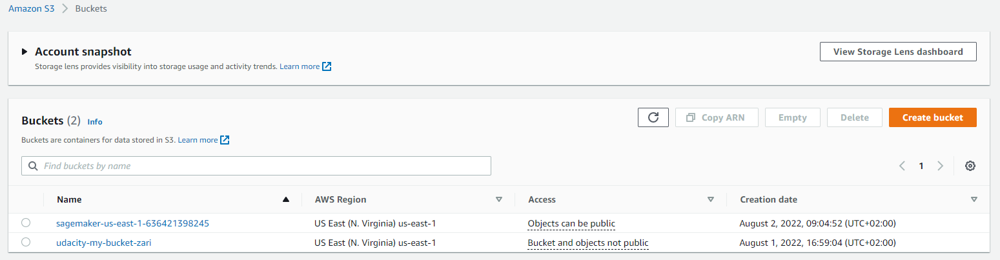 Amazon S3 > Buckets
Account snapshot
View Storage Lens dashboard
Storage lens provides visibility into storage usage and activity trends. Learn more
Buckets (2) Info
Copy ARN Empty Delete Create bucket
Buckets are containers for data stored in S3. Learn more
Find buckets by name
1
Name AWS Region Access Creation date
sagemaker-us-east-1-636421398245 US East (N. Virginia) us-east-1 Objects can be public August 2, 2022, 09:04:52 (UTC+02:00)
udacity-my-bucket-zari US East (N. Virginia) us-east-1 Bucket and objects not public August 1, 2022, 16:59:04 (UTC+02:00)